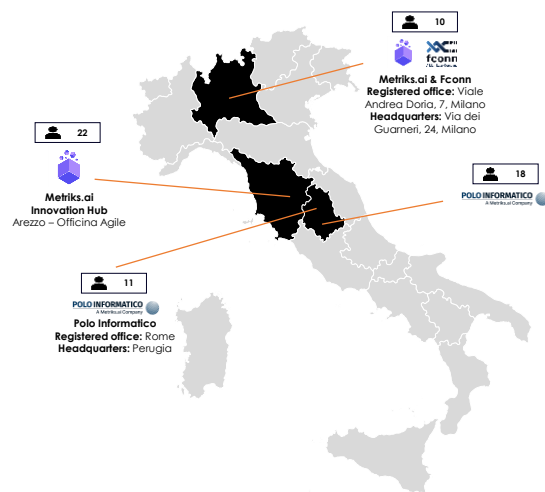 10
fconn
Metriks.ai & Fconn
Registered office: Viale
Andrea Doria, 7, Milano
Headquarters: Via dei
Guarneri, 24, Milano
22
Metriks.ai
Innovation Hub
Arezzo – Officina Agile
18
POLO INFORMATICO
A Metriks.ai Company
11
POLO INFORMATICO
A Metriks.ai Company
Polo Informatico
Registered office: Rome
Headquarters: Perugia